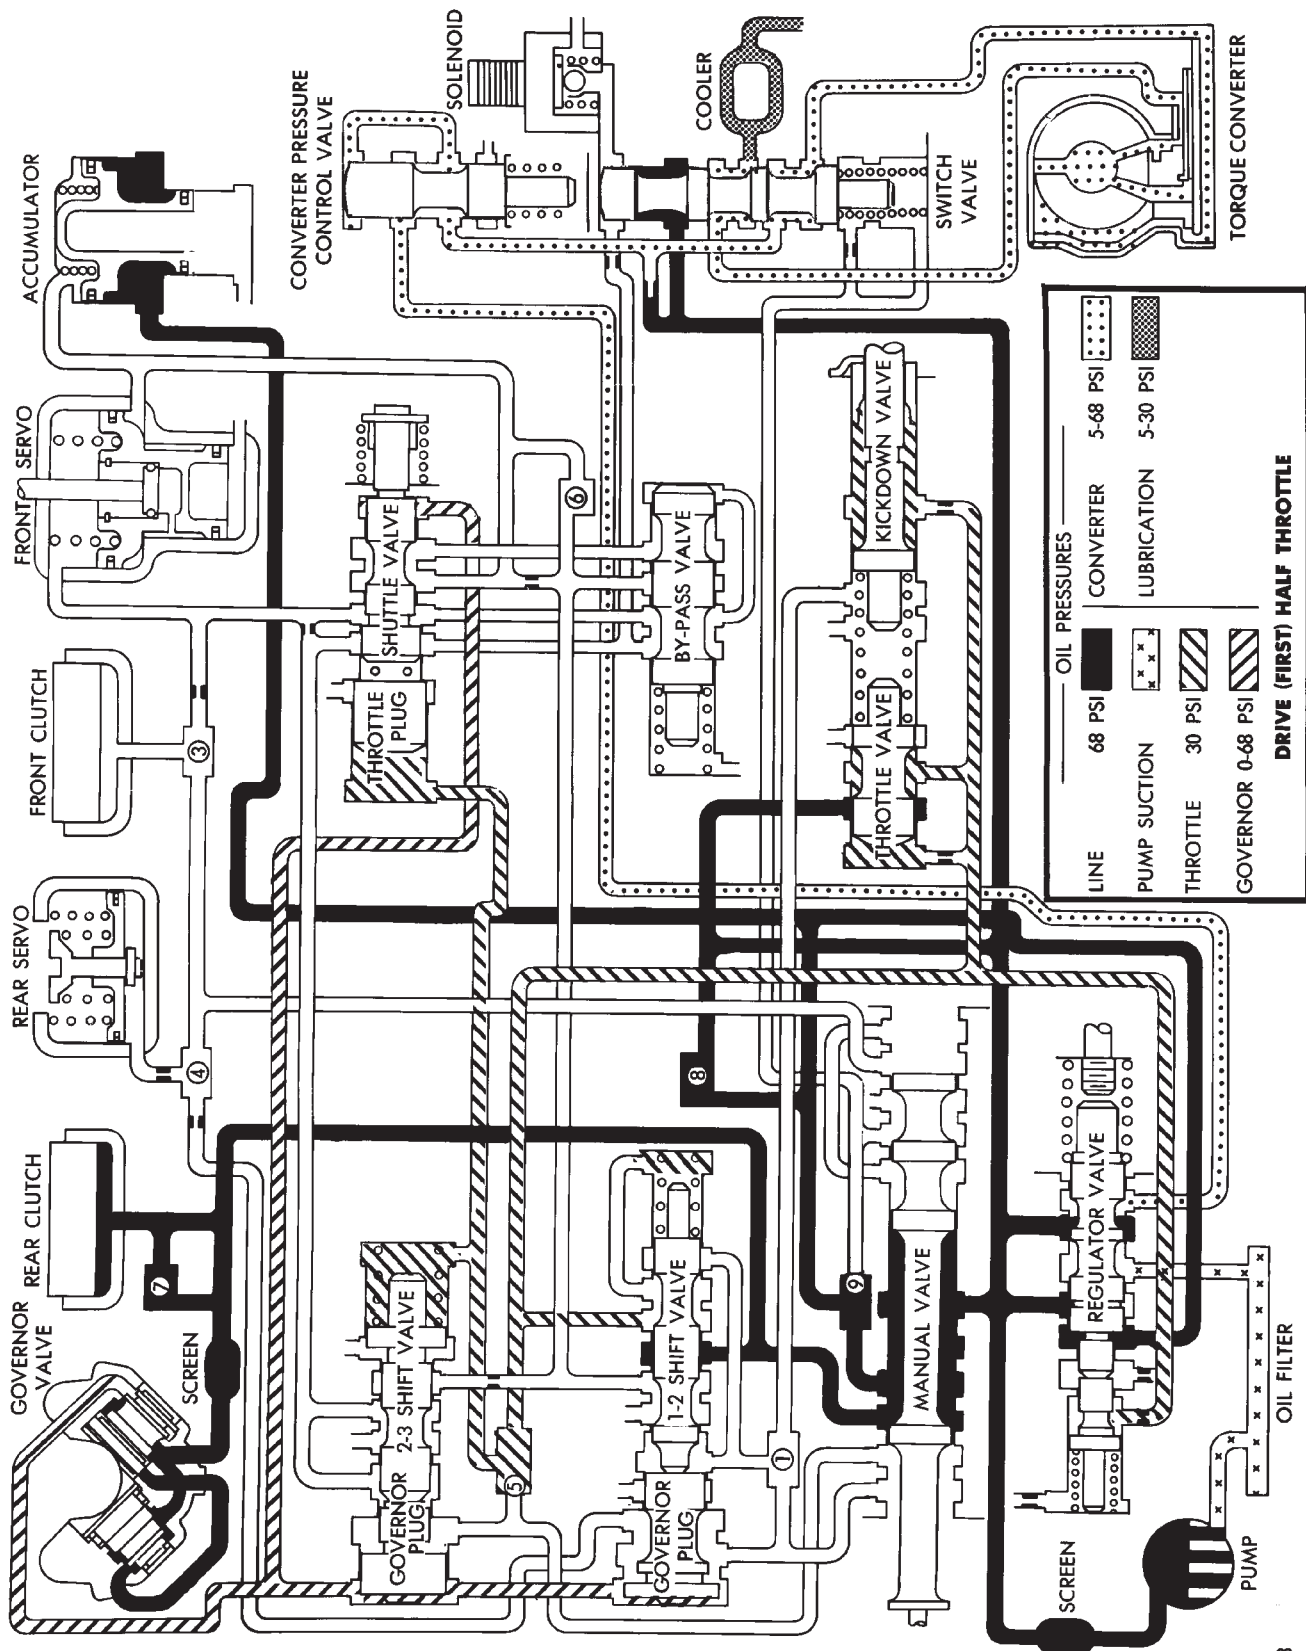 GOVERNOR
VALVE
REAR CLUTCH
REAR SERVO
FRONT CLUTCH
FRONT SERVO
ACCUMULATOR
SCREEN
7
4
3
CONVERTER PRESSURE
CONTROL VALVE
SOLENOID
GOVERNOR
PLUG
2-3 SHIFT VALVE
THROTTLE
PLUG
SHUTTLE VALVE
5
6
COOLER
GOVERNOR
PLUG
1-2 SHIFT VALVE
8
BY-PASS VALVE
1
9
THROTTLE VALVE
KICKDOWN VALVE
SWITCH
VALVE
MANUAL VALVE
SCREEN
REGULATOR VALVE
TORQUE CONVERTER
PUMP
OIL FILTER
OIL PRESSURES
LINE 68 PSI
PUMP SUCTION
THROTTLE 30 PSI
GOVERNOR 0-68 PSI
CONVERTER 5-68 PSI
LUBRICATION 5-30 PSI
DRIVE (FIRST) HALF THROTTLE